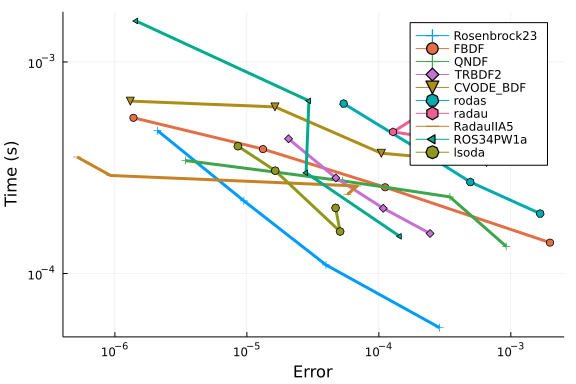 Rosenbrock23
FBDF
QNDF
TRBDF2
CVODE_BDF
rodas
radau
RadauIIA5
ROS34PW1a
lsoda
Time (s)
10⁻³
10⁻⁴
10⁻⁶ 10⁻⁵ 10⁻⁴ 10⁻³
Error